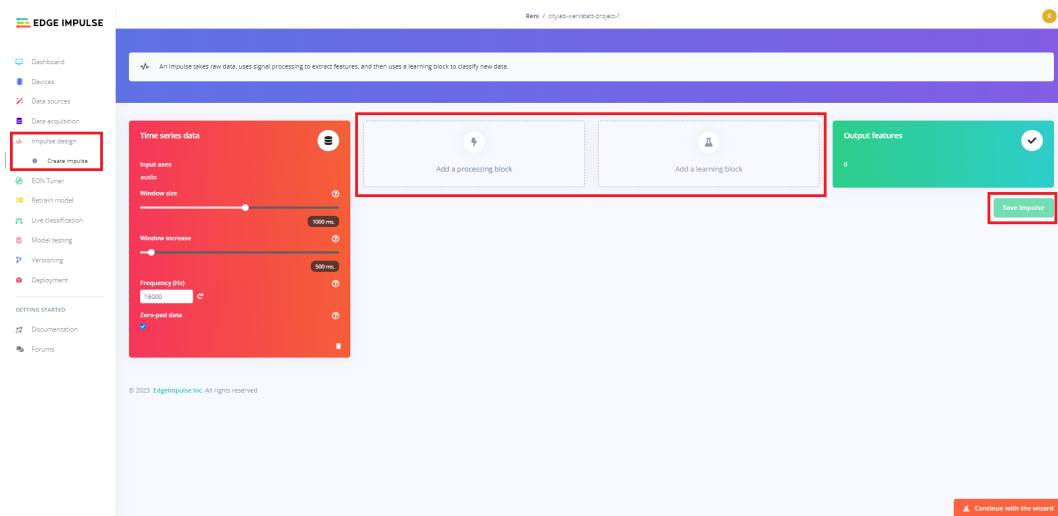 EDGE IMPULSE
Reni / citylab-werkstatt-project-1
R
Dashboard
Devices
Data sources
Data acquisition
Impulse design
Create impulse
EON Tuner
Retrain model
Live classification
Model testing
Versioning
Deployment
GETTING STARTED
Documentation
Forums
An impulse takes raw data, uses signal processing to extract features, and then uses a learning block to classify new data.
Time series data
Input axes
audio
Window size
1000 ms.
Window increase
500 ms.
Frequency (Hz)
16000
Zero-pad data
Add a processing block
Add a learning block
Output features
0
Save Impulse
© 2023 EdgeImpulse Inc. All rights reserved
Continue with the wizard